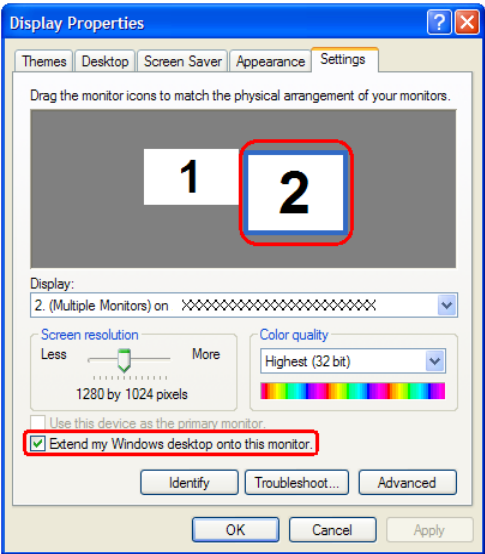 Display Properties
Themes Desktop Screen Saver Appearance Settings
Drag the monitor icons to match the physical arrangement of your monitors.
1 2
Display:
2. (Multiple Monitors) on XXXXXXXXXXXXXXXXXXXXXXX
Screen resolution Color quality
Less More Highest (32 bit)
1280 by 1024 pixels
Use this device as the primary monitor.
Extend my Windows desktop onto this monitor.
Identify Troubleshoot... Advanced
OK Cancel Apply